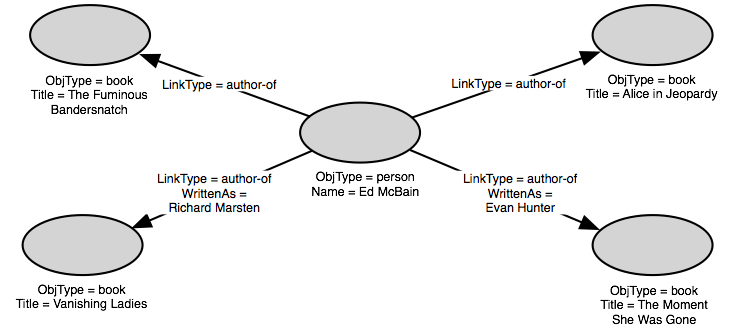 ObjType = book
Title = The Fuminous
Bandersnatch
LinkType = author-of
LinkType = author-of
ObjType = book
Title = Alice in Jeopardy
ObjType = person
Name = Ed McBain
LinkType = author-of
WrittenAs =
Richard Marsten
LinkType = author-of
WrittenAs =
Evan Hunter
ObjType = book
Title = Vanishing Ladies
ObjType = book
Title = The Moment
She Was Gone